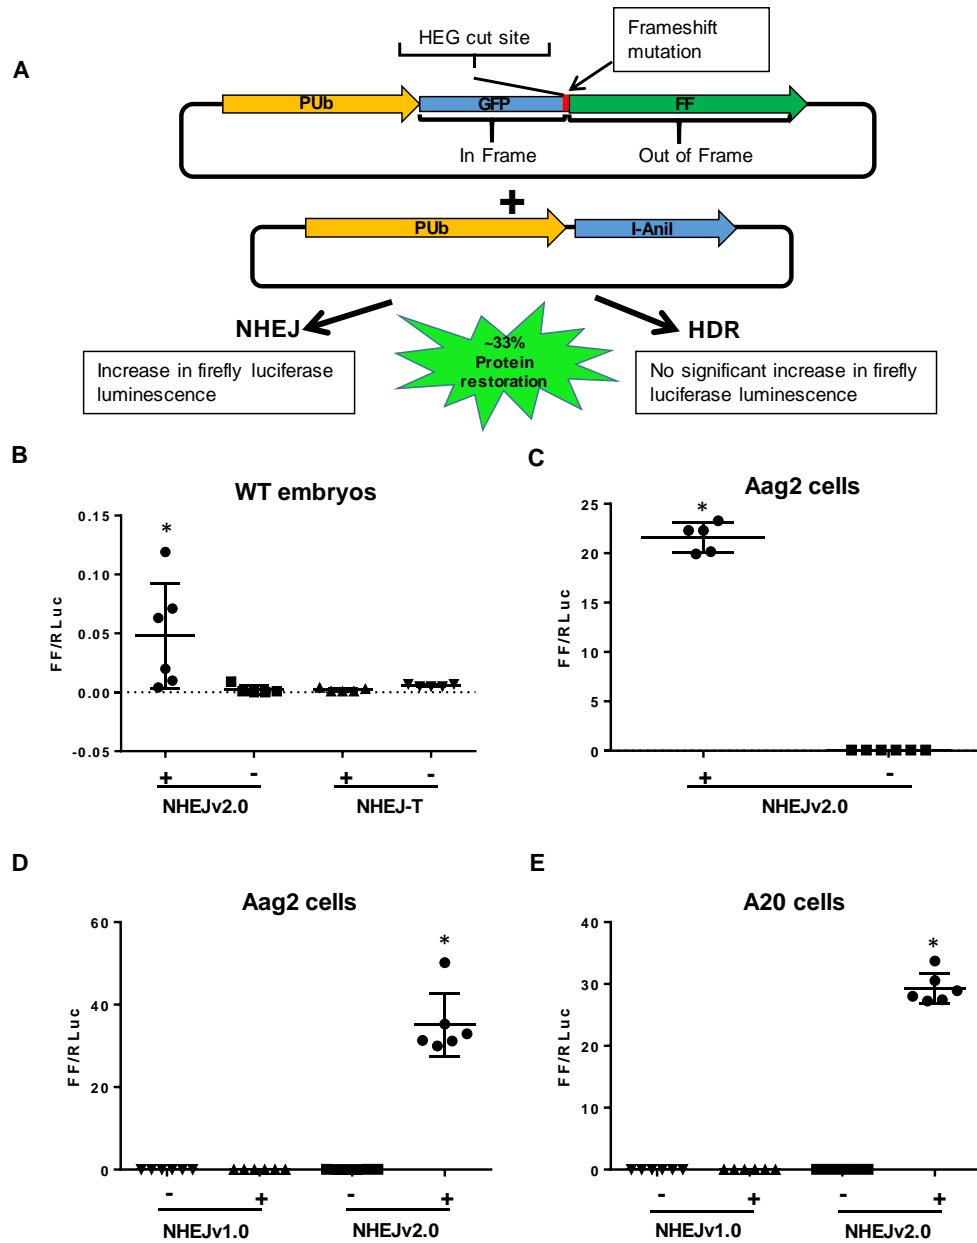 A
HEG cut site
Frameshift
mutation
PUb
GFP
FF
In Frame
Out of Frame
+
PUb
I-AniI
NHEJ
HDR
~33%
Protein
restoration
Increase in firefly luciferase
luminescence
No significant increase in firefly
luciferase luminescence
B
WT embryos
FF/RLuc
0.15
0.10
0.05
0.00
-0.05
*
+ - + -
NHEJv2.0 NHEJ-T
C
Aag2 cells
FF/RLuc
25
20
15
10
5
0
*
+ -
NHEJv2.0
D
Aag2 cells
FF/RLuc
60
40
20
0
*
- + - +
NHEJv1.0 NHEJv2.0
E
A20 cells
FF/RLuc
40
30
20
10
0
*
- + - +
NHEJv1.0 NHEJv2.0